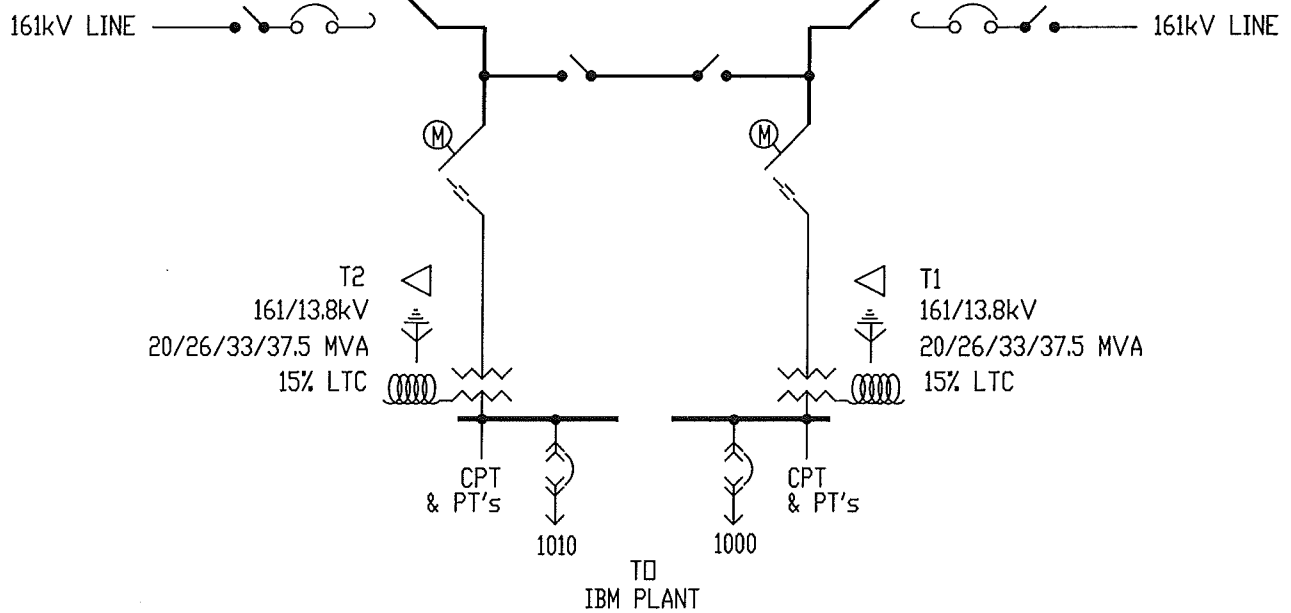 161kV LINE
161kV LINE
M
M
T2
161/13.8kV
20/26/33/37.5 MVA
15% LTC
T1
161/13.8kV
20/26/33/37.5 MVA
15% LTC
CPT
& PT's
CPT
& PT's
1010
1000
TO
IBM PLANT